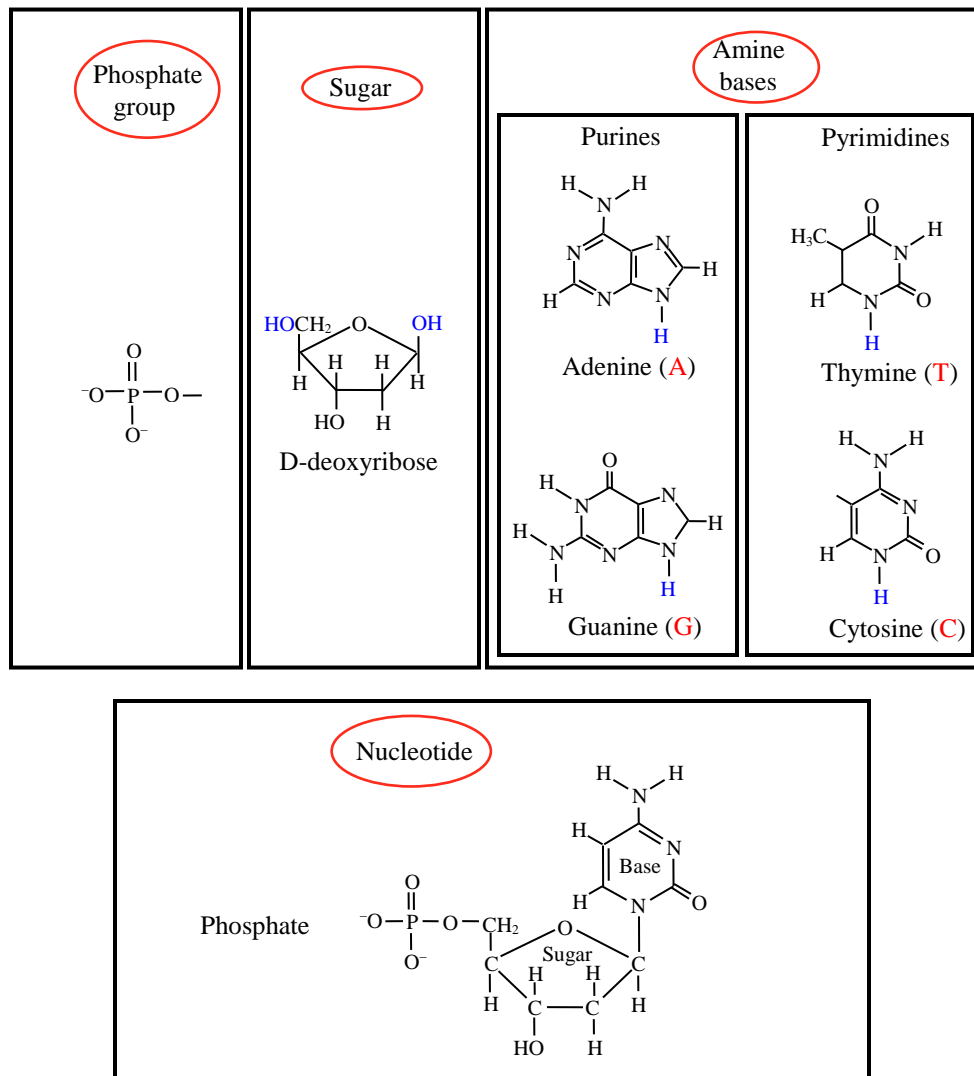 Phosphate
group
Sugar
Amine
bases
Purines
Pyrimidines
H H
N
N N
H
H N N
H
Adenine (A)
O
H₃C H
N
H N O
H
Thymine (T)
HOCH₂ O OH
H H
H H
HO H
D-deoxyribose
O
⁻O P O
O⁻
O
H N N
H H
N N N
H H
Guanine (G)
H H
N
N
H N O
H
Cytosine (C)
Nucleotide
H H
N
H N
Base
H N O
Phosphate
O
⁻O P O CH₂ O
O⁻
Sugar
C H H C
H C C H
HO H